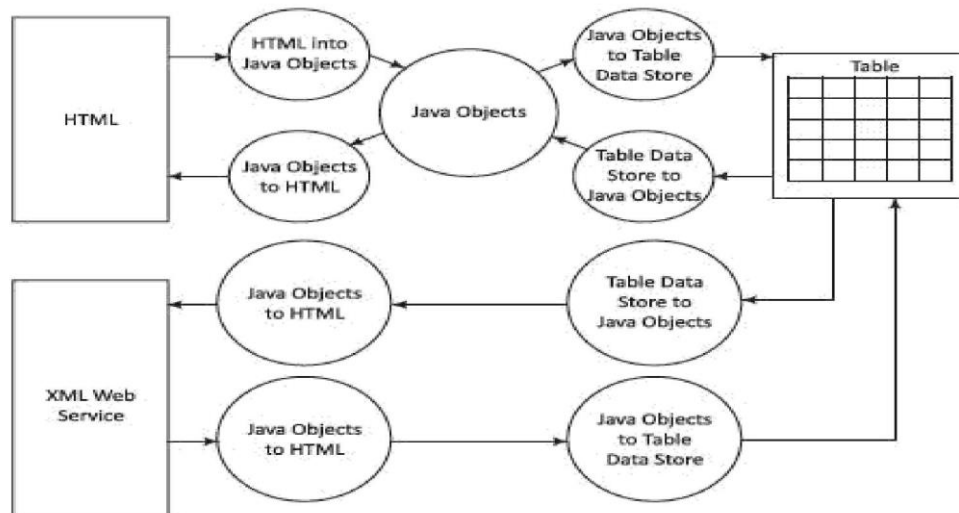 HTML
HTML into
Java Objects
Java Objects
Java Objects
to Table
Data Store
Table
Java Objects
to HTML
Table Data
Store to
Java Objects
XML Web
Service
Java Objects
to HTML
Table Data
Store to
Java Objects
Java Objects
to HTML
Java Objects
to Table
Data Store